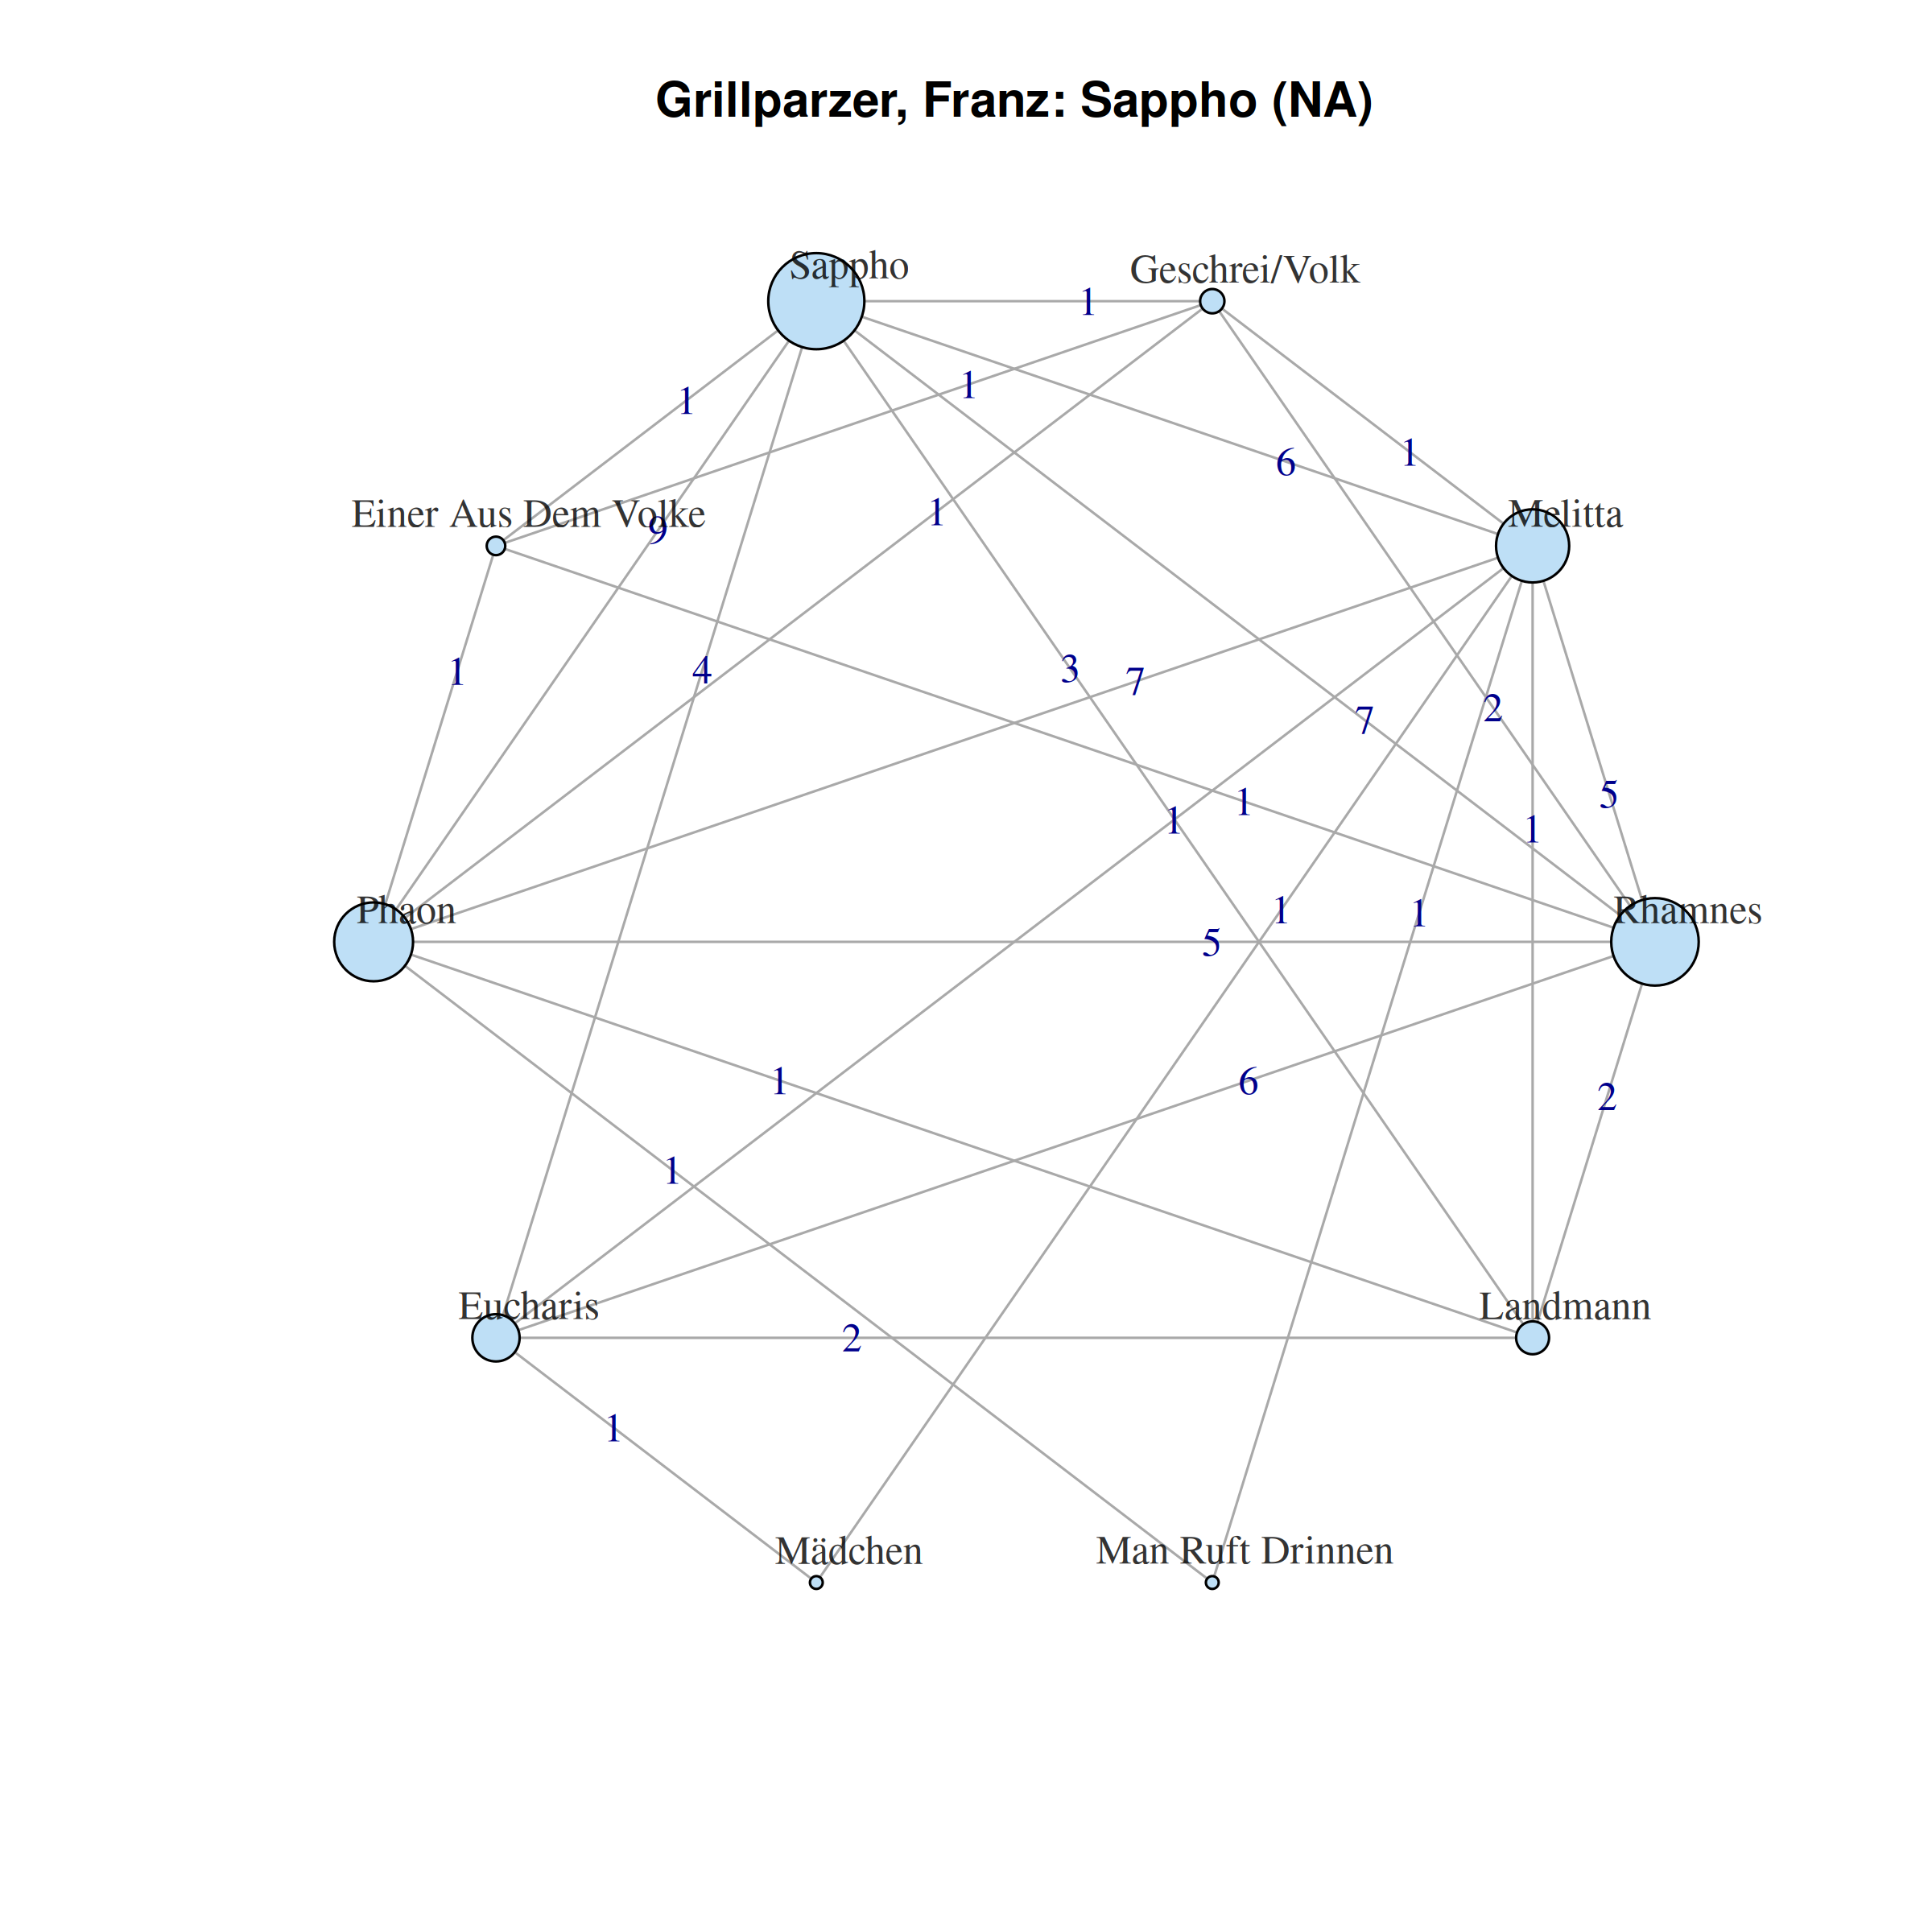 Grillparzer, Franz: Sappho (NA)
Sappho
Geschrei/Volk
1
1
1
6
1
Einer Aus Dem Volke
9
1
Melitta
1
4
3
7
2
7
5
1
1
1
Phaon
1
1
Rhamnes
5
1
6
2
1
Eucharis
Landmann
2
1
Mädchen
Man Ruft Drinnen